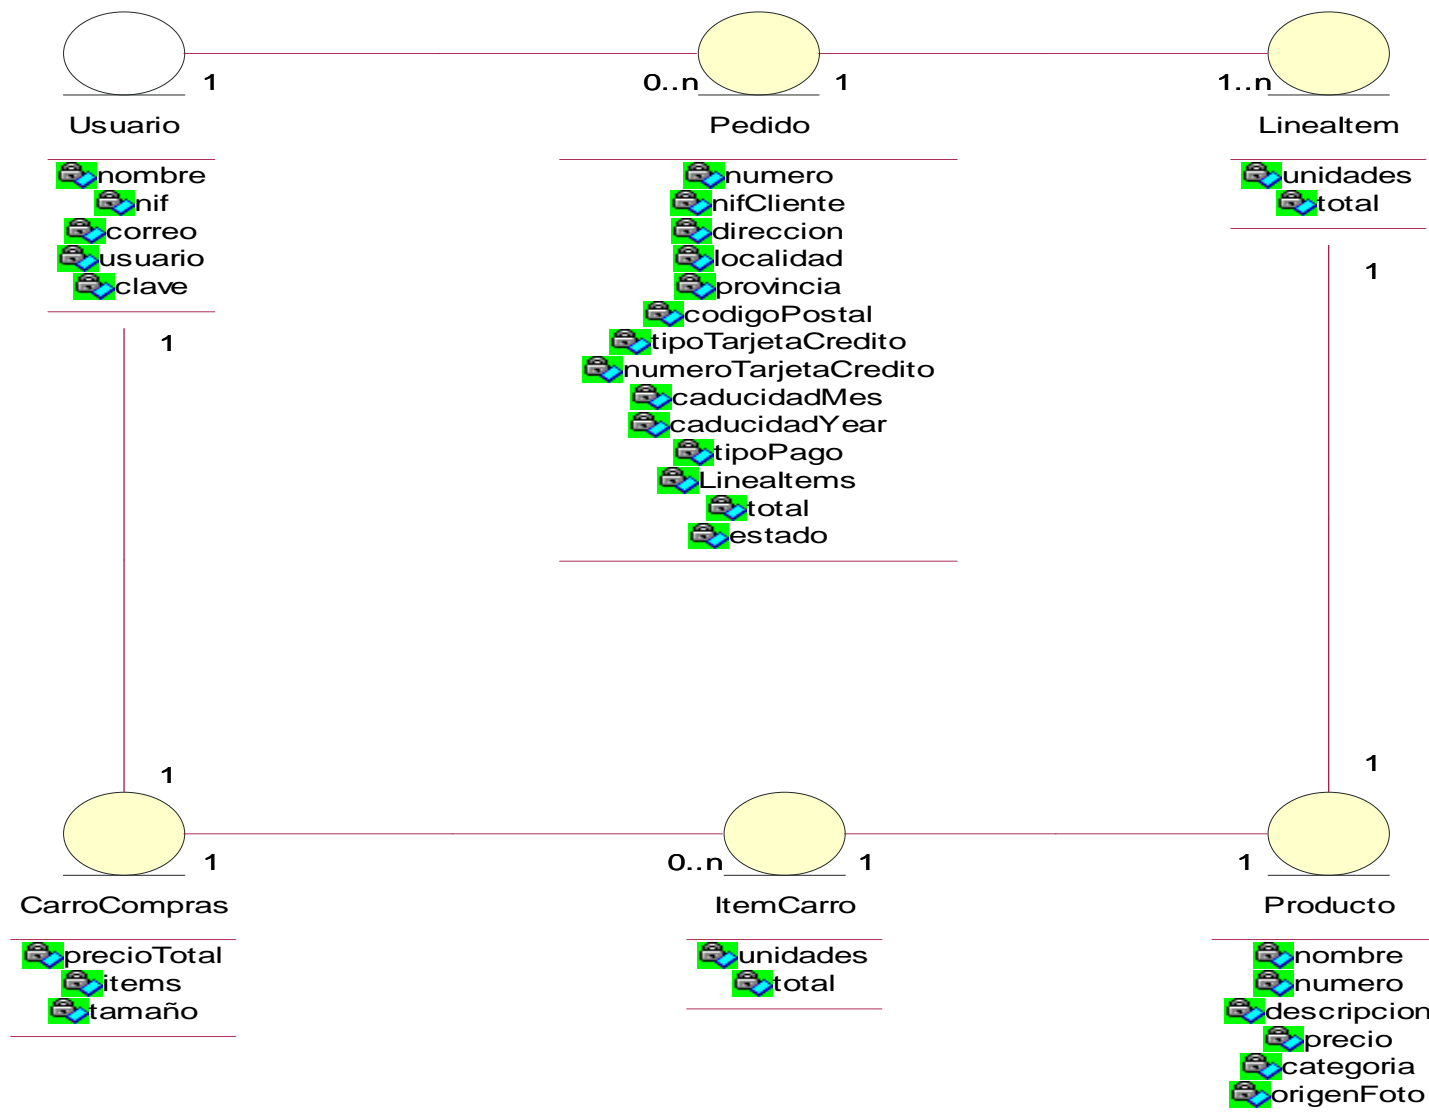 1
0..n
1
1..n
Usuario
Pedido
LineaItem
nombre
nif
correo
usuario
clave
numero
nifCliente
direccion
localidad
provincia
codigoPostal
tipoTarjetaCredito
numeroTarjetaCredito
caducidadMes
caducidadYear
tipoPago
LineaItems
total
estado
unidades
total
1
1
1
1
1
0..n
1
1
CarroCompras
ItemCarro
Producto
precioTotal
items
tamaño
unidades
total
nombre
numero
descripcion
precio
categoria
origenFoto